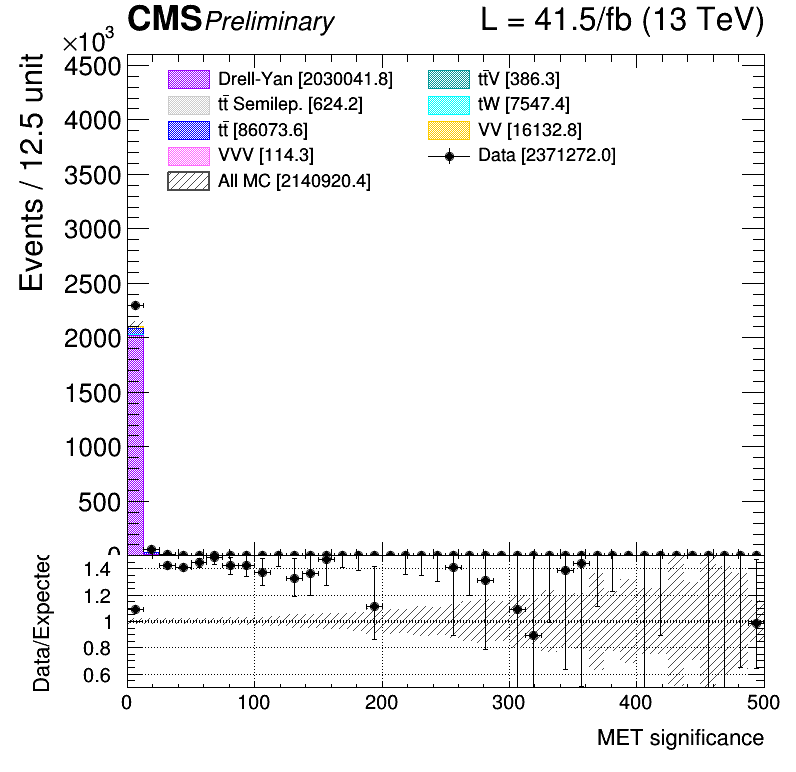 CMS Preliminary L = 41.5/fb (13 TeV)
×10³
Events / 12.5 unit
4500
4000
3500
3000
2500
2000
1500
1000
500
0
Drell-Yan [2030041.8]
tt̄ Semilep. [624.2]
tt̄ [86073.6]
VVV [114.3]
All MC [2140920.4]
tt̄V [386.3]
tW [7547.4]
VV [16132.8]
Data [2371272.0]
Data/Expected
1.4
1.2
1
0.8
0.6
0 100 200 300 400 500
MET significance